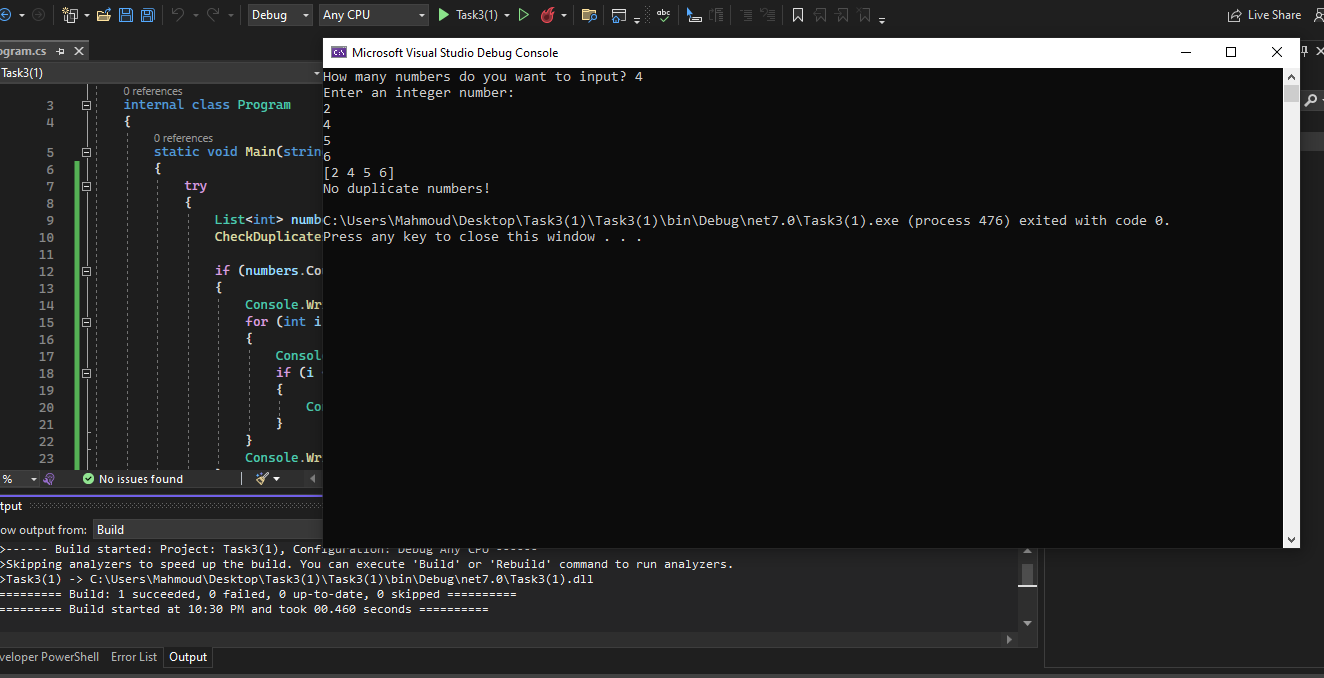 Debug
Any CPU
Task3(1)
Live Share
ogram.cs
Task3(1)
Microsoft Visual Studio Debug Console
How many numbers do you want to input? 4
Enter an integer number:
2
4
5
6
[2 4 5 6]
No duplicate numbers!
C:\Users\Mahmoud\Desktop\Task3(1)\Task3(1)\bin\Debug\net7.0\Task3(1).exe (process 476) exited with code 0.
Press any key to close this window . . .
0 references
3 internal class Program
4 {
0 references
5 static void Main(strin
6 {
7 try
8 {
9 List<int> numb
10 CheckDuplicate
11
12 if (numbers.Co
13 {
14 Console.Wr
15 for (int i
16 {
17 Consol
18 if (i
19 {
20 Co
21 }
22 }
23 Console.Wr
% No issues found
tput
ow output from: Build
>------ Build started: Project: Task3(1), Configuration: Debug Any CPU ------
>Skipping analyzers to speed up the build. You can execute 'Build' or 'Rebuild' command to run analyzers.
>Task3(1) -> C:\Users\Mahmoud\Desktop\Task3(1)\Task3(1)\bin\Debug\net7.0\Task3(1).dll
========= Build: 1 succeeded, 0 failed, 0 up-to-date, 0 skipped ==========
========= Build started at 10:30 PM and took 00.460 seconds ==========
veloper PowerShell Error List Output